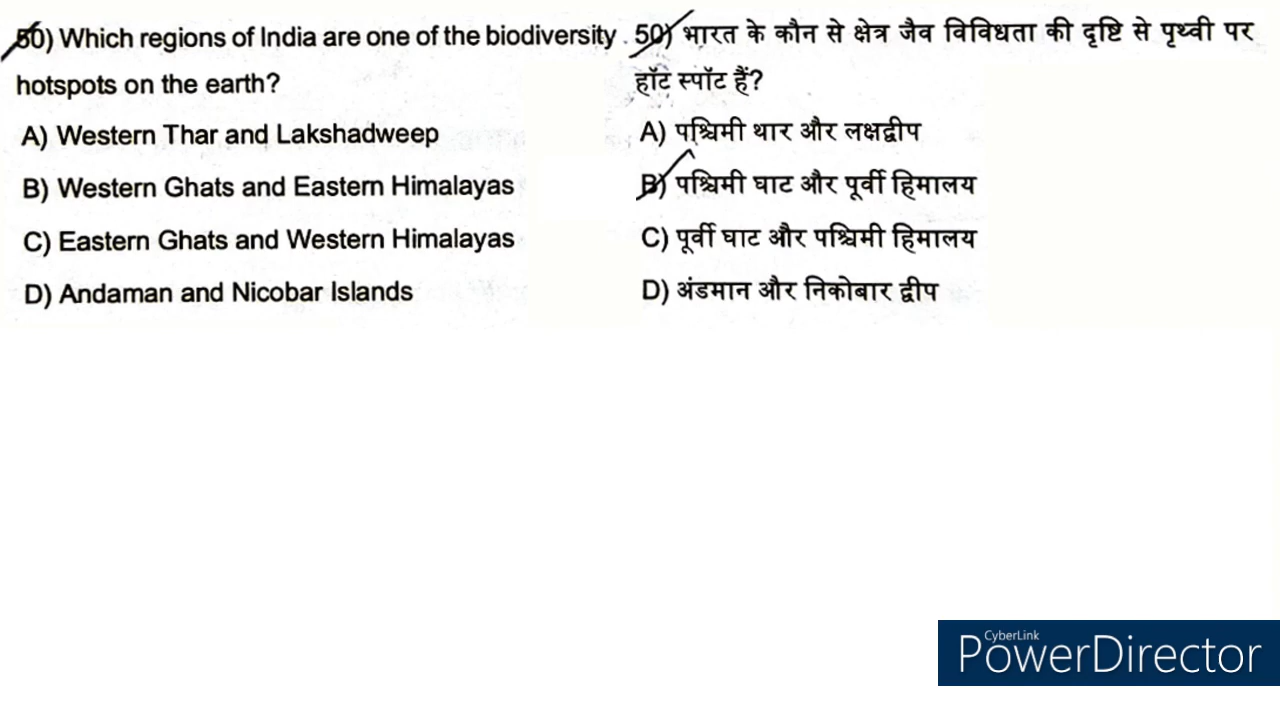 50) Which regions of India are one of the biodiversity
hotspots on the earth?
A) Western Thar and Lakshadweep
B) Western Ghats and Eastern Himalayas
C) Eastern Ghats and Western Himalayas
D) Andaman and Nicobar Islands
50) भारत के कौन से क्षेत्र जैव विविधता की दृष्टि से पृथ्वी पर
हॉट स्पॉट हैं?
A) पश्चिमी थार और लक्षद्वीप
B) पश्चिमी घाट और पूर्वी हिमालय
C) पूर्वी घाट और पश्चिमी हिमालय
D) अंडमान और निकोबार द्वीप
CyberLink
PowerDirector